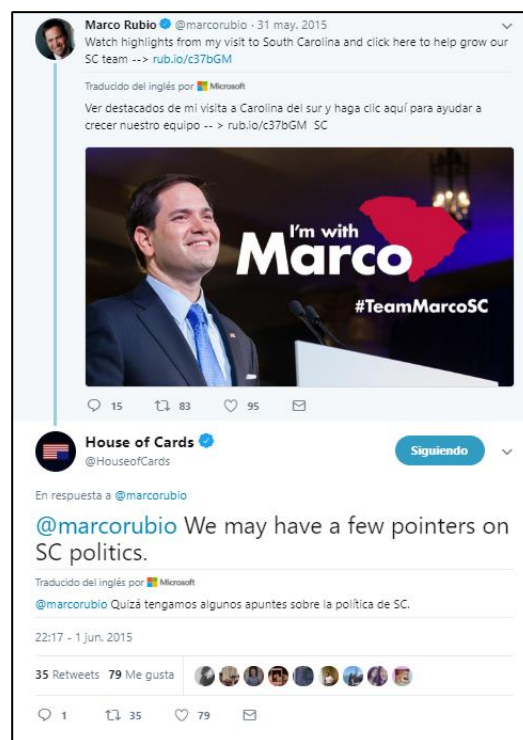 Marco Rubio @marcorubio · 31 may. 2015
Watch highlights from my visit to South Carolina and click here to help grow our
SC team --> rub.io/c37bGM
Traducido del inglés por Microsoft
Ver destacados de mi visita a Carolina del sur y haga clic aquí para ayudar a
crecer nuestro equipo -- > rub.io/c37bGM SC
I'm with
Marco
#TeamMarcoSC
15 83 95
House of Cards
@HouseofCards
Siguiendo
En respuesta a @marcorubio
@marcorubio We may have a few pointers on
SC politics.
Traducido del inglés por Microsoft
@marcorubio Quizá tengamos algunos apuntes sobre la política de SC.
22:17 - 1 jun. 2015
35 Retweets 79 Me gusta
1 35 79